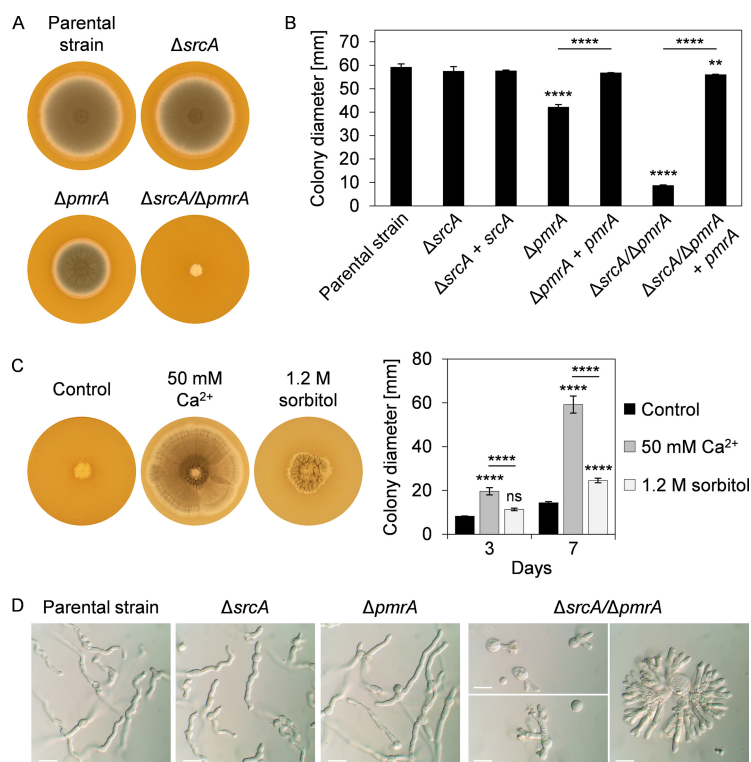 A
Parental
strain
ΔsrcA
ΔpmrA
ΔsrcA/ΔpmrA
B
Colony diameter [mm]
70
60
50
40
30
20
10
0
****
****
****
****
**
Parental strain
ΔsrcA
ΔsrcA + srcA
ΔpmrA
ΔpmrA + pmrA
ΔsrcA/ΔpmrA
ΔsrcA/ΔpmrA
+ pmrA
C
Control
50 mM
Ca²⁺
1.2 M
sorbitol
Colony diameter [mm]
80
60
40
20
0
****
****
ns
****
****
****
3
7
Days
Control
50 mM Ca²⁺
1.2 M sorbitol
D
Parental strain
ΔsrcA
ΔpmrA
ΔsrcA/ΔpmrA